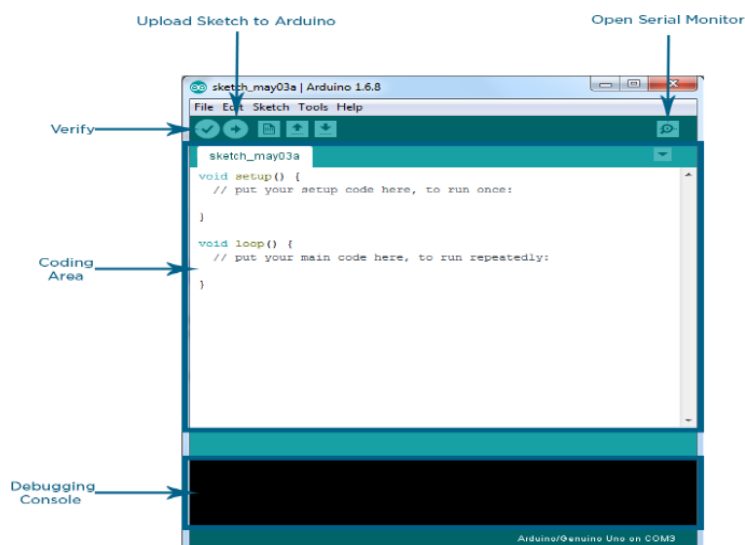 Upload Sketch to Arduino
Open Serial Monitor
sketch_may03a | Arduino 1.6.8
File Edit Sketch Tools Help
Verify
sketch_may03a
void setup() {
// put your setup code here, to run once:
}
void loop() {
// put your main code here, to run repeatedly:
}
Coding
Area
Debugging
Console
Arduino/Genuino Uno on COM3